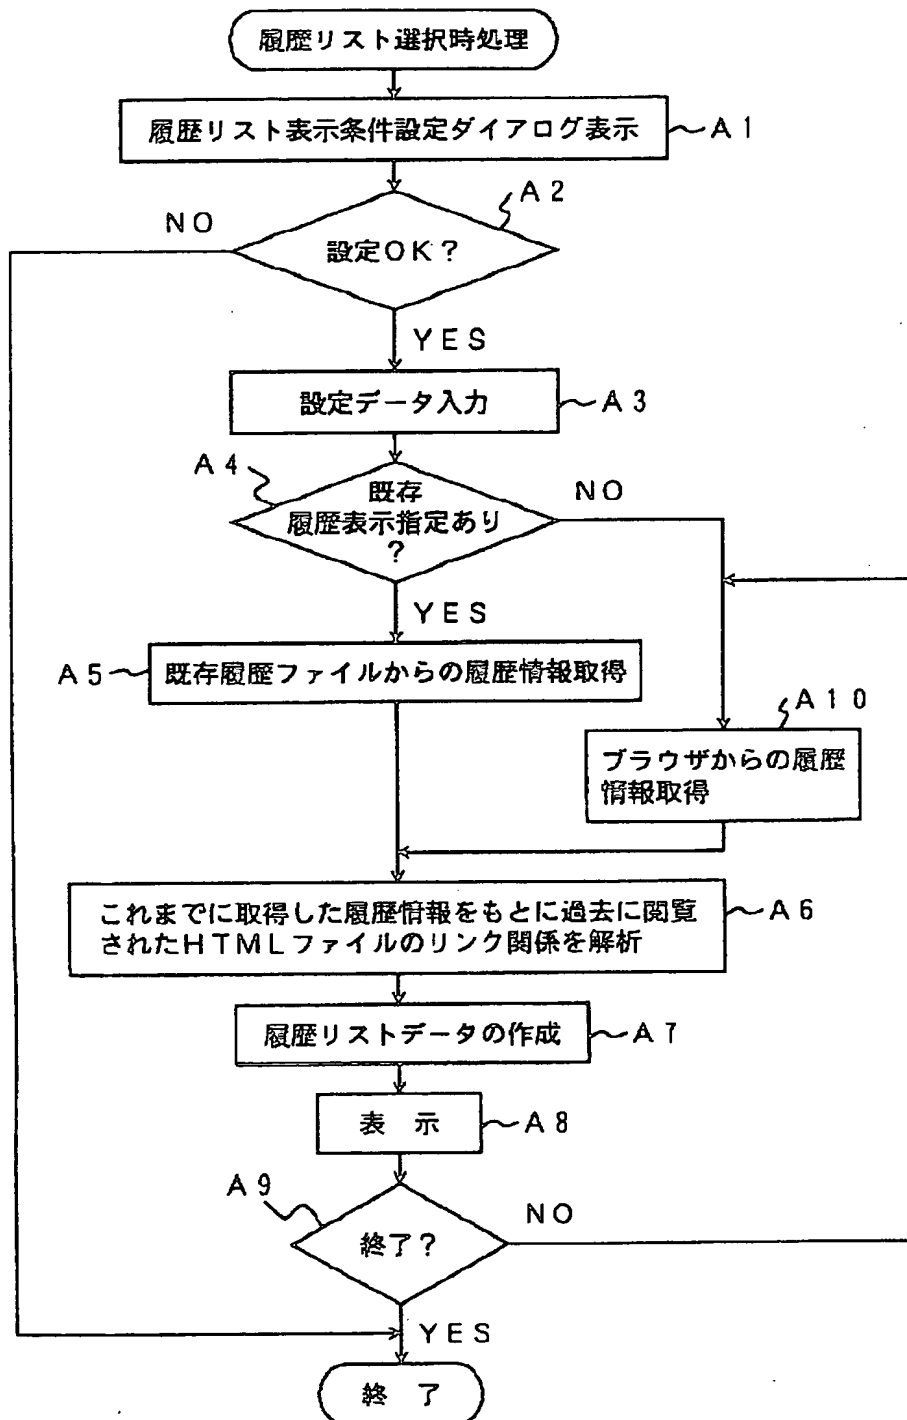 履歴リスト選択時処理
履歴リスト表示条件設定ダイアログ表示
A1
A2
NO
設定OK?
YES
設定データ入力
A3
A4
既存
履歴表示指定あり
?
NO
YES
A5
既存履歴ファイルからの履歴情報取得
A10
ブラウザからの履歴
情報取得
これまでに取得した履歴情報をもとに過去に閲覧
されたHTMLファイルのリンク関係を解析
A6
履歴リストデータの作成
A7
表 示
A8
A9
終了?
NO
YES
終 了